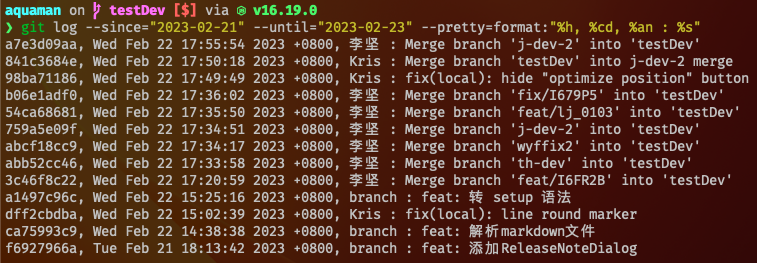 aquaman on testDev [$] via v16.19.0
❯ git log --since="2023-02-21" --until="2023-02-23" --pretty=format:"%h, %cd, %an : %s"
a7e3d09aa, Wed Feb 22 17:55:54 2023 +0800, 李坚 : Merge branch 'j-dev-2' into 'testDev'
841c3684e, Wed Feb 22 17:50:18 2023 +0800, Kris : Merge branch 'testDev' into j-dev-2 merge
98ba71186, Wed Feb 22 17:49:49 2023 +0800, Kris : fix(local): hide "optimize position" button
b06e1adf0, Wed Feb 22 17:36:02 2023 +0800, 李坚 : Merge branch 'fix/I679P5' into 'testDev'
54ca68681, Wed Feb 22 17:35:50 2023 +0800, 李坚 : Merge branch 'feat/lj_0103' into 'testDev'
759a5e09f, Wed Feb 22 17:34:51 2023 +0800, 李坚 : Merge branch 'j-dev-2' into 'testDev'
abcf18cc9, Wed Feb 22 17:34:17 2023 +0800, 李坚 : Merge branch 'wyffix2' into 'testDev'
abb52cc46, Wed Feb 22 17:33:58 2023 +0800, 李坚 : Merge branch 'th-dev' into 'testDev'
3c46f8c22, Wed Feb 22 17:20:59 2023 +0800, 李坚 : Merge branch 'feat/I6FR2B' into 'testDev'
a1497c96c, Wed Feb 22 15:25:16 2023 +0800, branch : feat: 转 setup 语法
dff2cbdba, Wed Feb 22 15:02:39 2023 +0800, Kris : fix(local): line round marker
ca75993c9, Wed Feb 22 14:38:38 2023 +0800, branch : feat: 解析markdown文件
f6927966a, Tue Feb 21 18:13:42 2023 +0800, branch : feat: 添加ReleaseNoteDialog